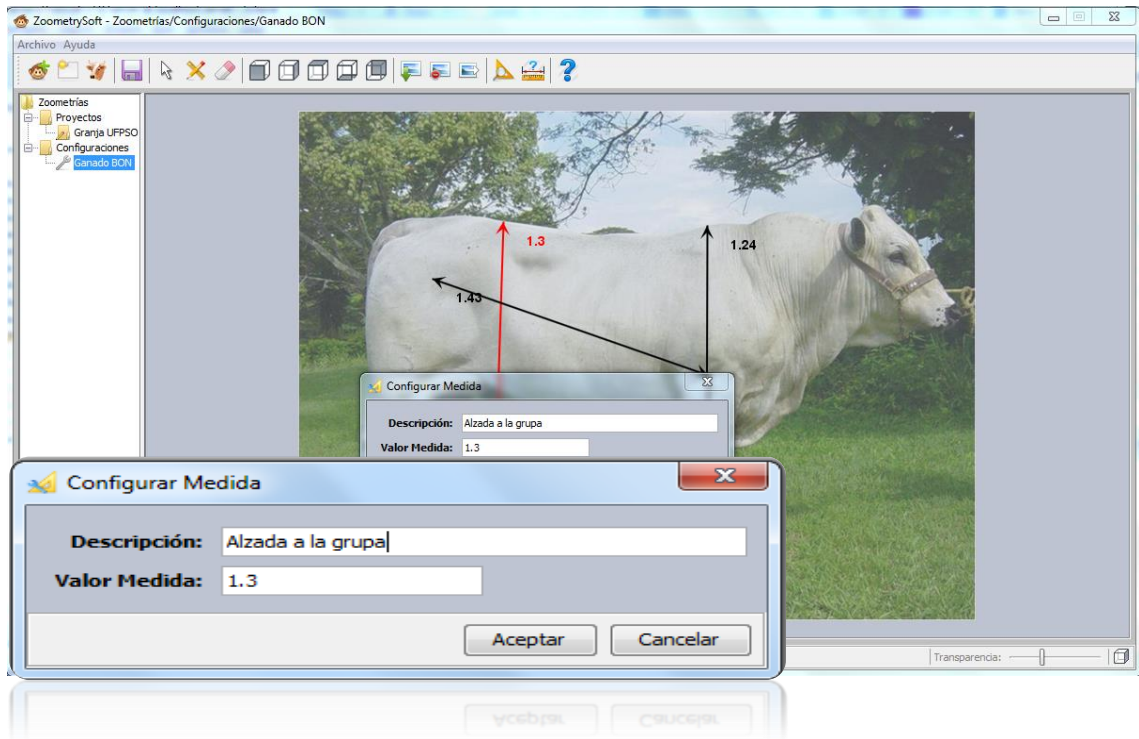 ZoometrySoft - Zoometrías/Configuraciones/Ganado BON
Archivo Ayuda
Zoometrías
Proyectos
Granja UFPSO
Configuraciones
Ganado BON
1.3
1.24
1.43
Configurar Medida
Descripción: Alzada a la grupa
Valor Medida: 1.3
Configurar Medida
Descripción: Alzada a la grupa
Valor Medida: 1.3
Aceptar Cancelar
Transparencia:
Aceptar Cancelar